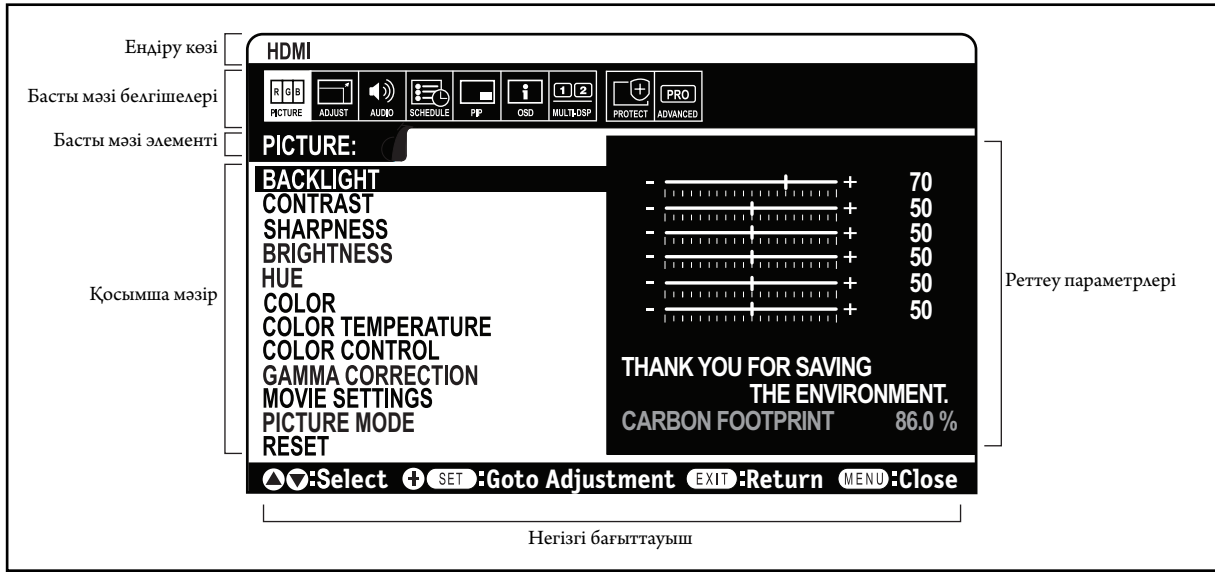 Ендіру көзі
HDMI
Басты мәзі белгішелері
R G B 1 2 PRO
PICTURE ADJUST AUDIO SCHEDULE PIP OSD MULTI-DSP PROTECT ADVANCED
Басты мәзі элементі
PICTURE:
Қосымша мәзір
BACKLIGHT - + 70
CONTRAST - + 50
SHARPNESS - + 50
BRIGHTNESS - + 50
HUE - + 50
COLOR - + 50
COLOR TEMPERATURE
COLOR CONTROL
GAMMA CORRECTION
MOVIE SETTINGS
PICTURE MODE
RESET
THANK YOU FOR SAVING
THE ENVIRONMENT.
CARBON FOOTPRINT 86.0 %
Реттеу параметрлері
:Select SET :Goto Adjustment EXIT :Return MENU :Close
Негізгі бағыттауыш